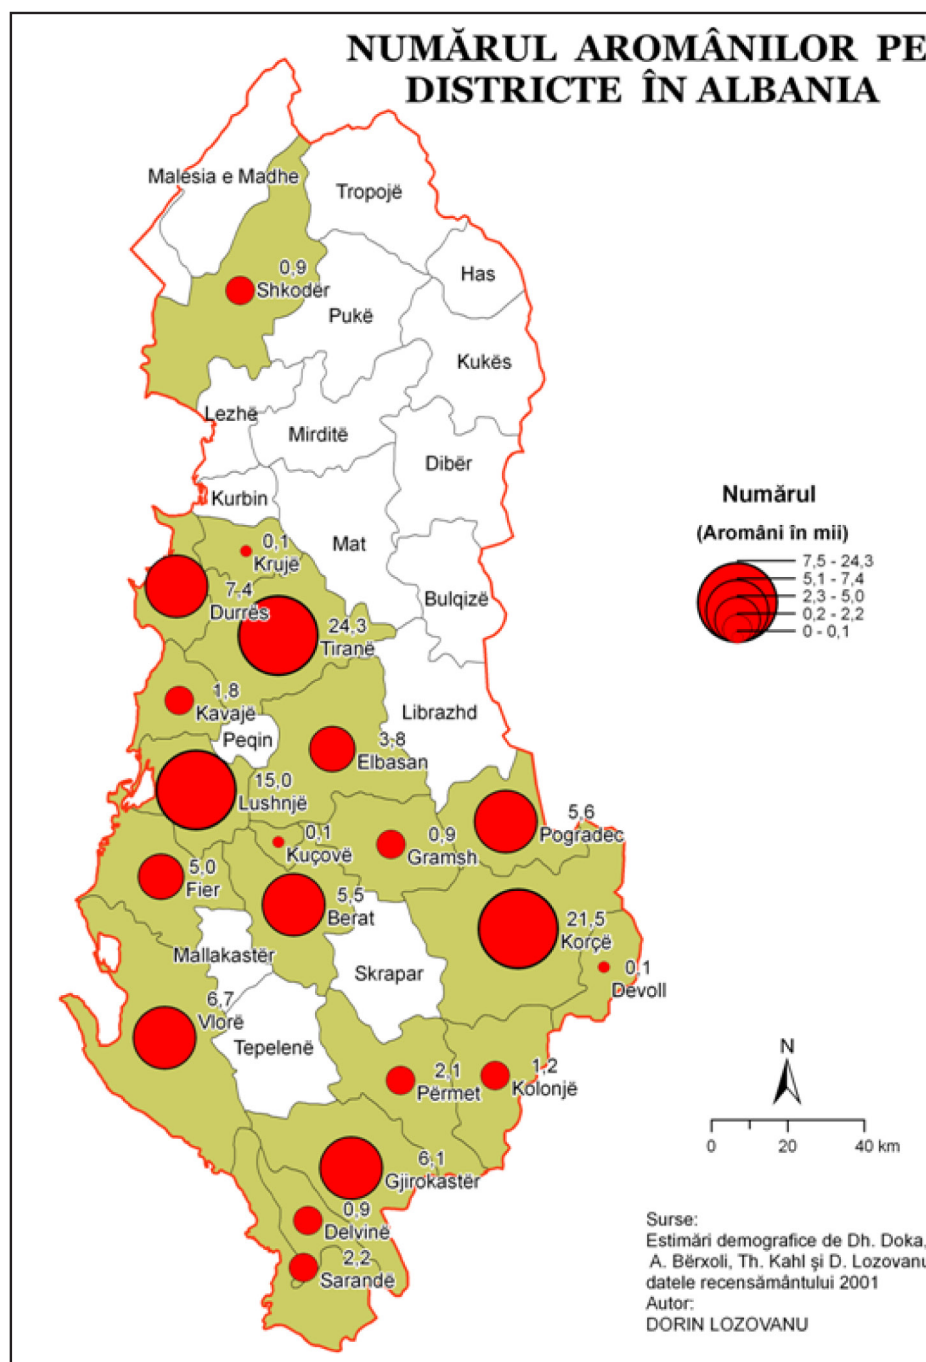 NUMĂRUL AROMÂNILOR PE
DISTRICTE ÎN ALBANIA
Malesia e Madhe
Tropojë
Has
0,9
Shkodër
Pukë
Kukës
Lezhë
Mirditë
Dibër
Kurbin
Mat
0,1
Krujë
Bulqizë
7,4
Durrës
24,3
Tiranë
1,8
Kavajë
Peqin
3,8
Elbasan
Librazhd
15,0
Lushnjë
0,1
Kuçovë
0,9
Gramsh
5,6
Pogradec
5,0
Fier
5,5
Berat
21,5
Korçë
Mallakastër
Skrapar
0,1
Devoll
6,7
Vlorë
Tepelenë
2,1
Përmet
1,2
Kolonjë
6,1
Gjirokastër
0,9
Delvinë
2,2
Sarandë
Numărul
(Aromâni în mii)
7,5 - 24,3
5,1 - 7,4
2,3 - 5,0
0,2 - 2,2
0 - 0,1
N
0 20 40 km
Surse:
Estimări demografice de Dh. Doka,
A. Bërxoli, Th. Kahl şi D. Lozovanu
datele recensământului 2001
Autor:
DORIN LOZOVANU